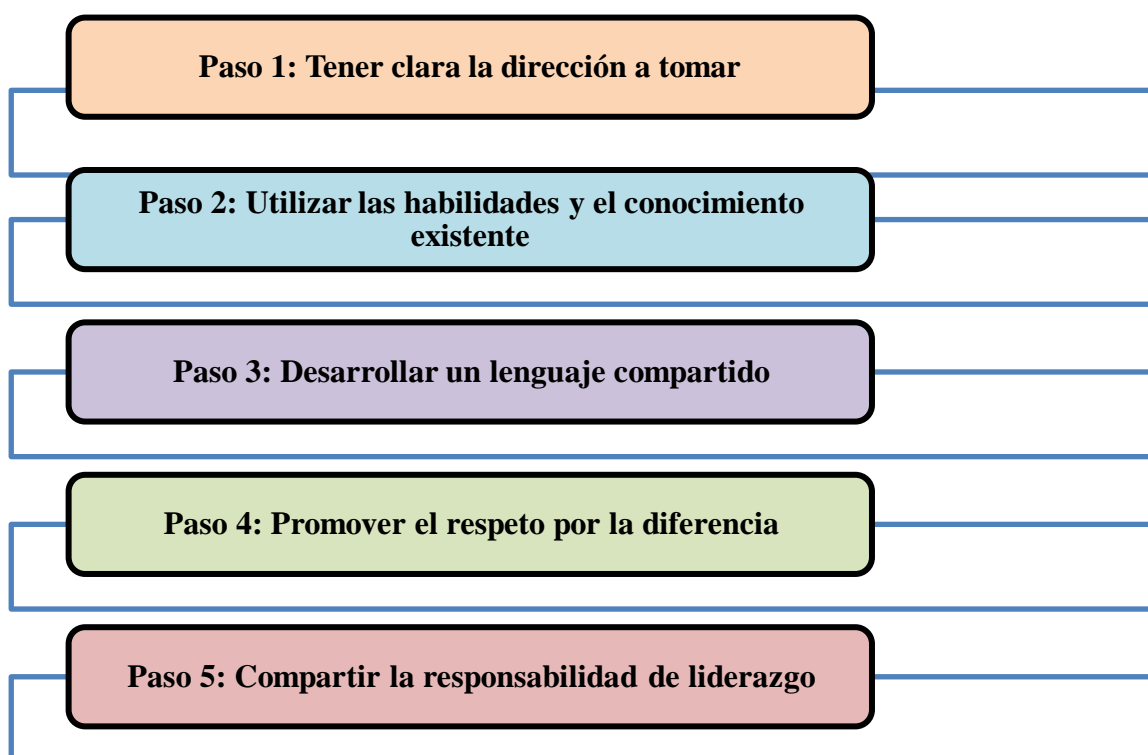 Paso 1: Tener clara la dirección a tomar
Paso 2: Utilizar las habilidades y el conocimiento
existente
Paso 3: Desarrollar un lenguaje compartido
Paso 4: Promover el respeto por la diferencia
Paso 5: Compartir la responsabilidad de liderazgo